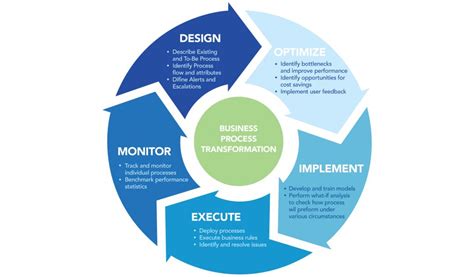 DESIGN
• Describe Existing
and To-Be Process
• Identify Process
flow and attributes
• Difine Alerts and
Escalations
OPTIMIZE
• Identify bottlenecks
and improve performance
• Identify opportunities for
cost savings
• Implement user feedback
BUSINESS
PROCESS
TRANSFORMATION
MONITOR
• Track and monitor
individual processes
• Benchmark performance
statistics
IMPLEMENT
• Develop and train models
• Perform what-if analysis
to check how process
wil preform under
various circumstances
EXECUTE
• Deploy processes
• Execute business rules
• Identify and resolve issues